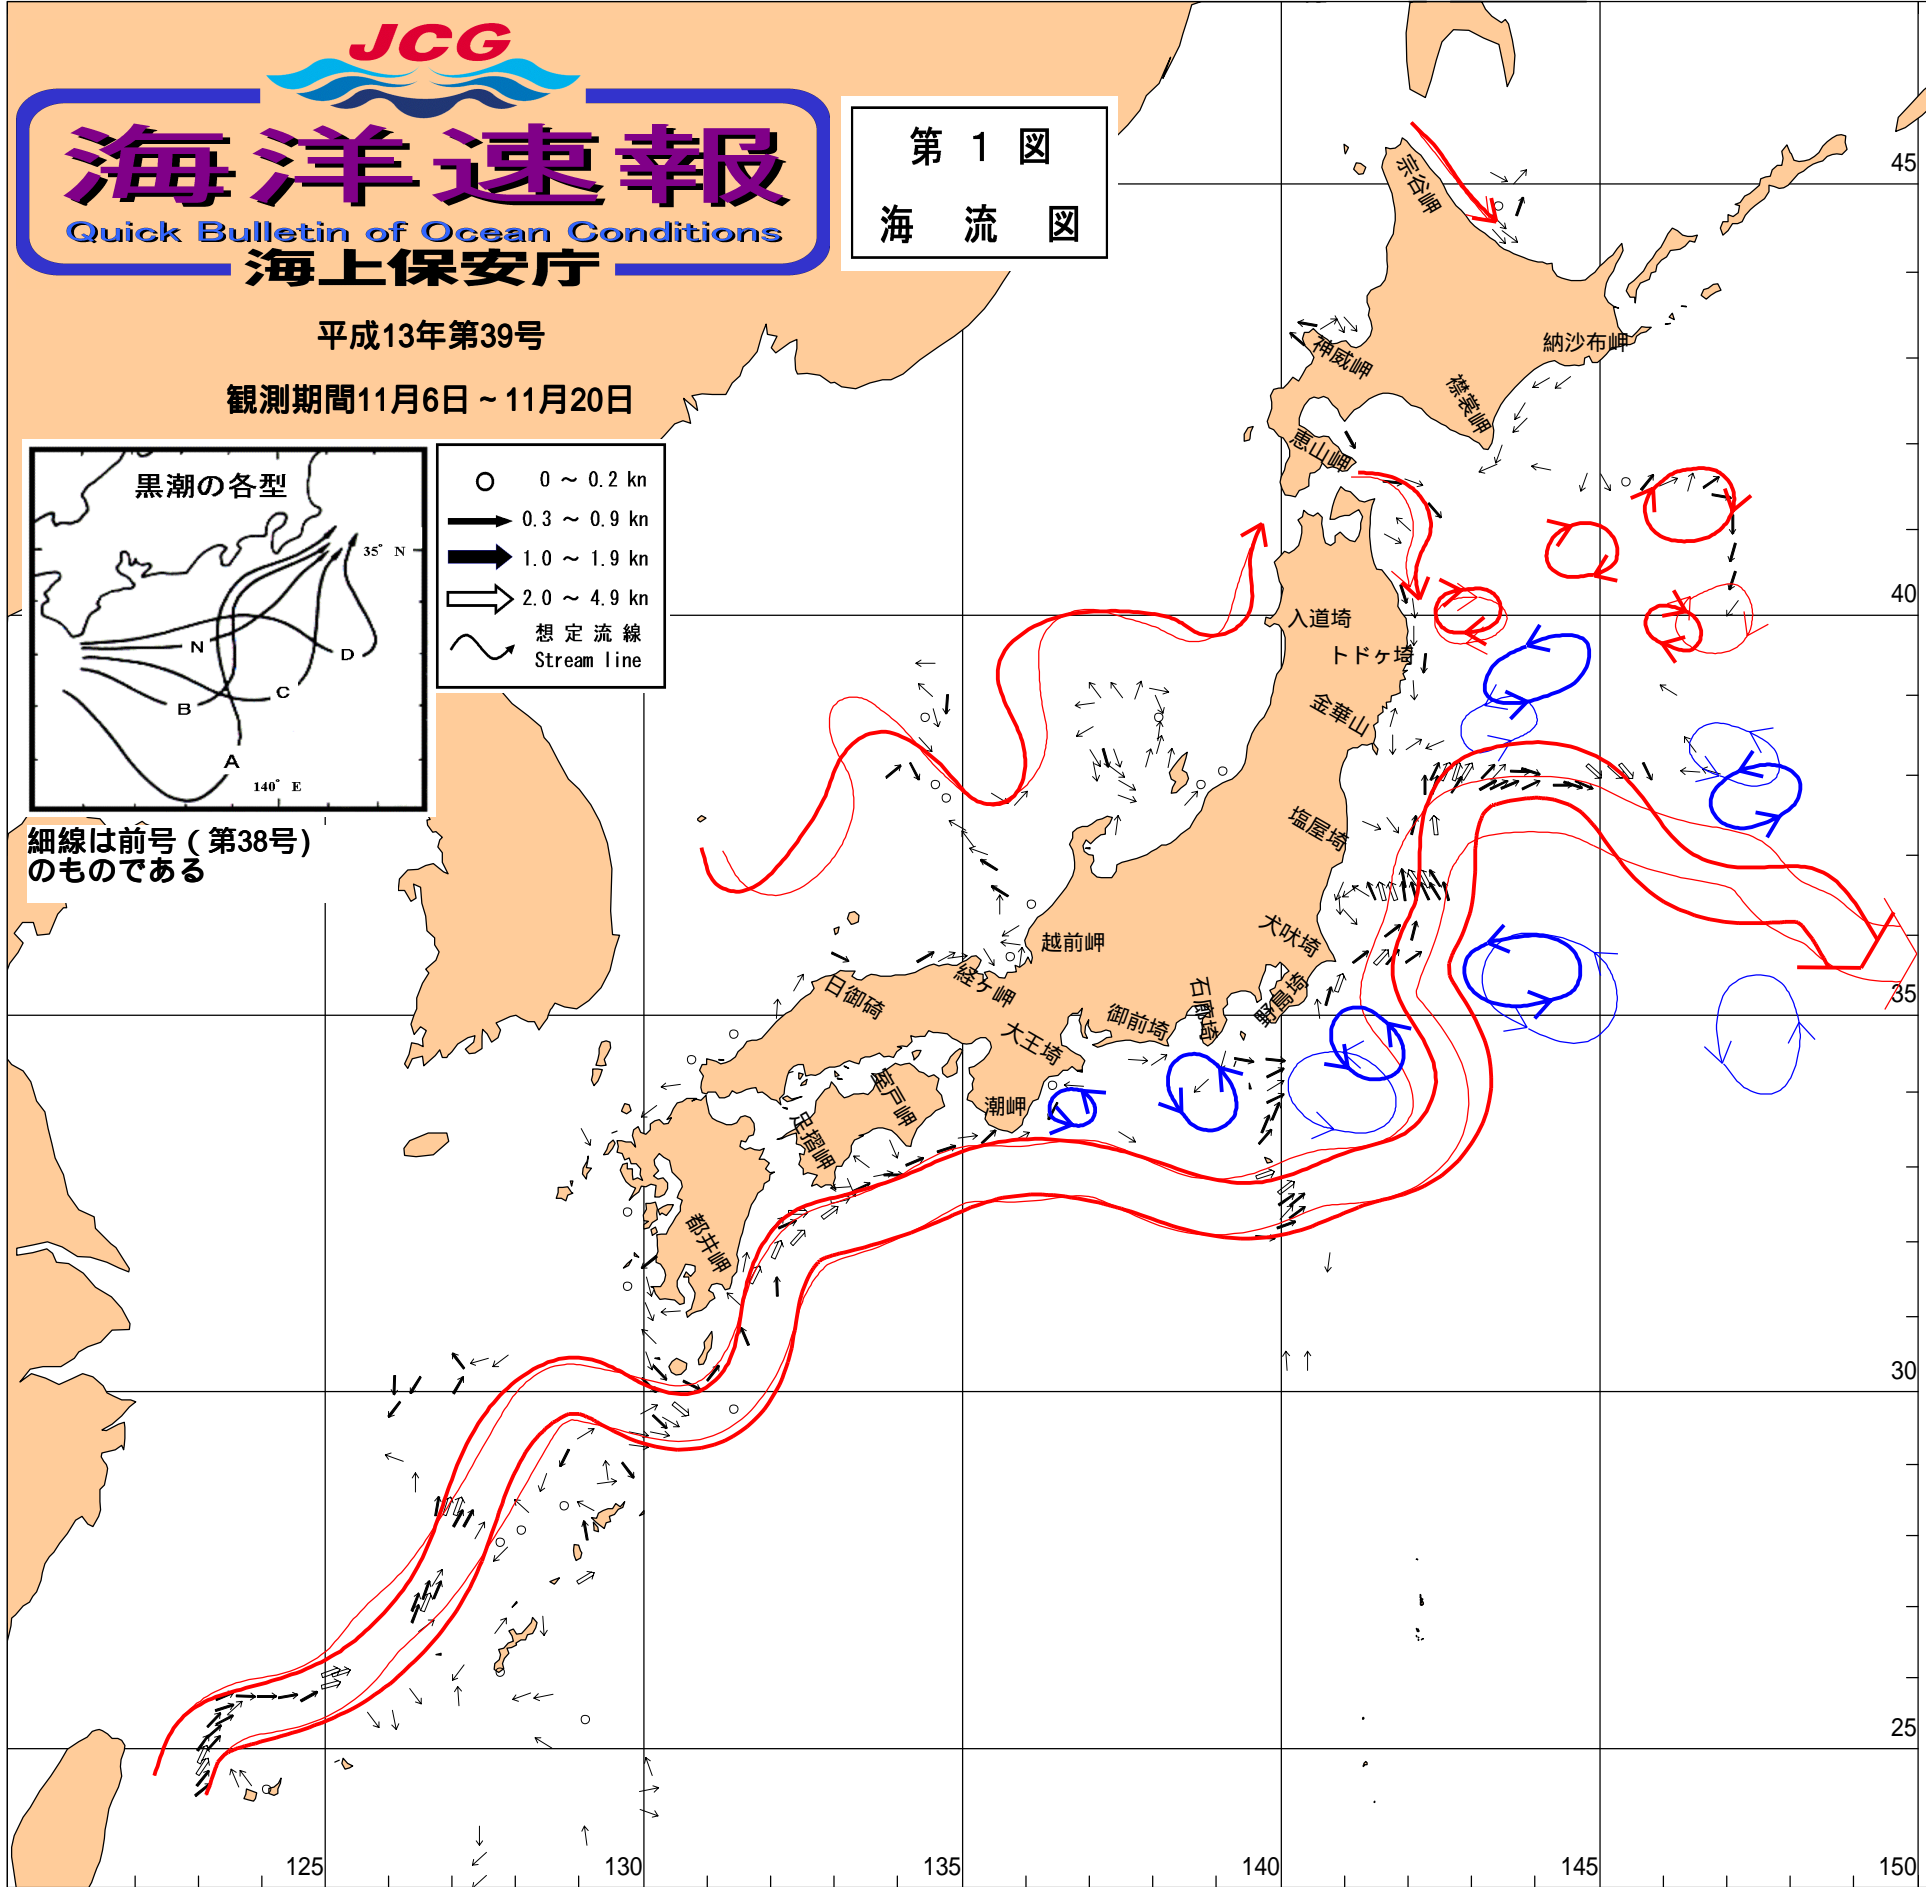 JCG
海洋速報
Quick Bulletin of Ocean Conditions
海上保安庁
平成13年第39号
観測期間11月6日～11月20日
第 1 図
海 流 図
黒潮の各型
35° N
N
D
C
B
A
140° E
0 ～ 0.2 kn
0.3 ～ 0.9 kn
1.0 ～ 1.9 kn
2.0 ～ 4.9 kn
想定流線
Stream line
細線は前号（第38号）
のものである
宗谷岬
納沙布岬
神威岬
襟裳岬
恵山岬
入道埼
トドヶ埼
金華山
塩屋埼
犬吠埼
越前岬
経ヶ岬
日御碕
石廊埼
野島埼
御前埼
大王埼
室戸岬
潮岬
足摺岬
都井岬
45
40
35
30
25
125
130
135
140
145
150